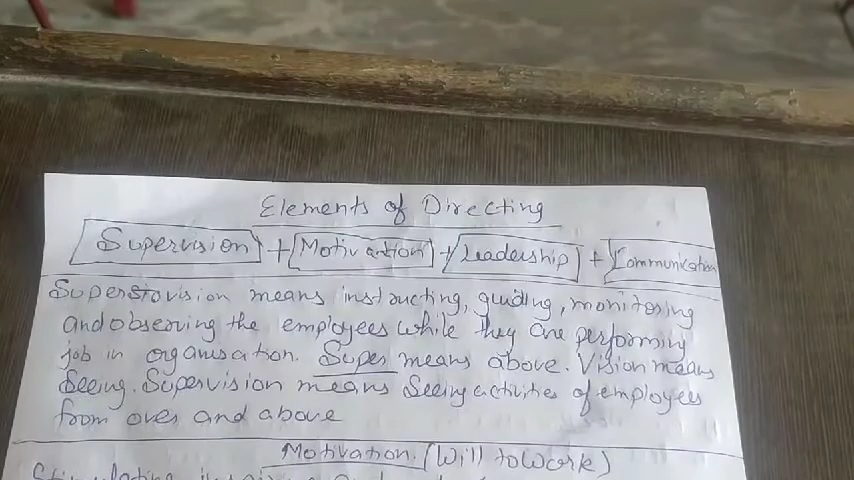 Elements of Directing
Supervision + Motivation + Leadership + Communication
Superstovision means instructing, guiding, monitoring
and observing the employees while they are performing
job in organisation. Super means above. Vision means
Seeing. Supervision means Seeing activities of employees
from over and above
Motivation. (Will to Work)